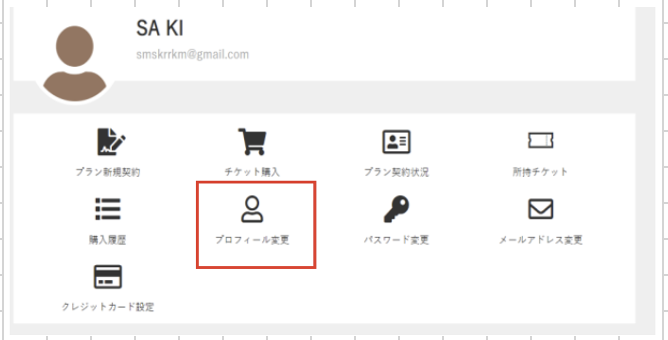 SA KI
smskrrkm@gmail.com
プラン新規契約
チケット購入
プラン契約状況
所持チケット
購入履歴
プロフィール変更
パスワード変更
メールアドレス変更
クレジットカード設定